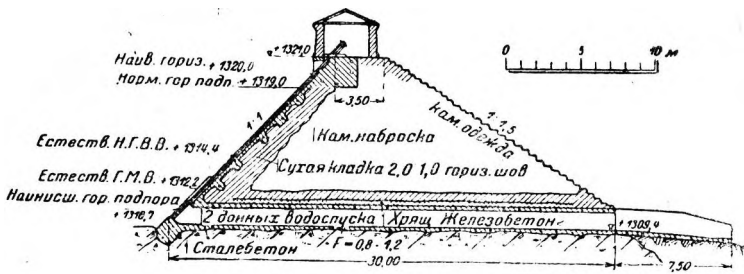 Наив. гориз. + 1320,0
Норм. гор подп. + 1319,0
+ 1321,0
0 5 10 м
3,50
1:1
1:1,5
кам. одежда
Кам. наброска
Сухая кладка 2,0 1,0 гориз. швов
Естеств. Н.Г.В.В. + 1314,4
Естеств. Г.М.В. + 1312,2
Наинисш. гор. подпора
+ 1310,7
2 донных водоспуска Хрящ Железобетон
+ 1309,4
Сталебетон
F = 0,8 - 1,2
30,00
7,50